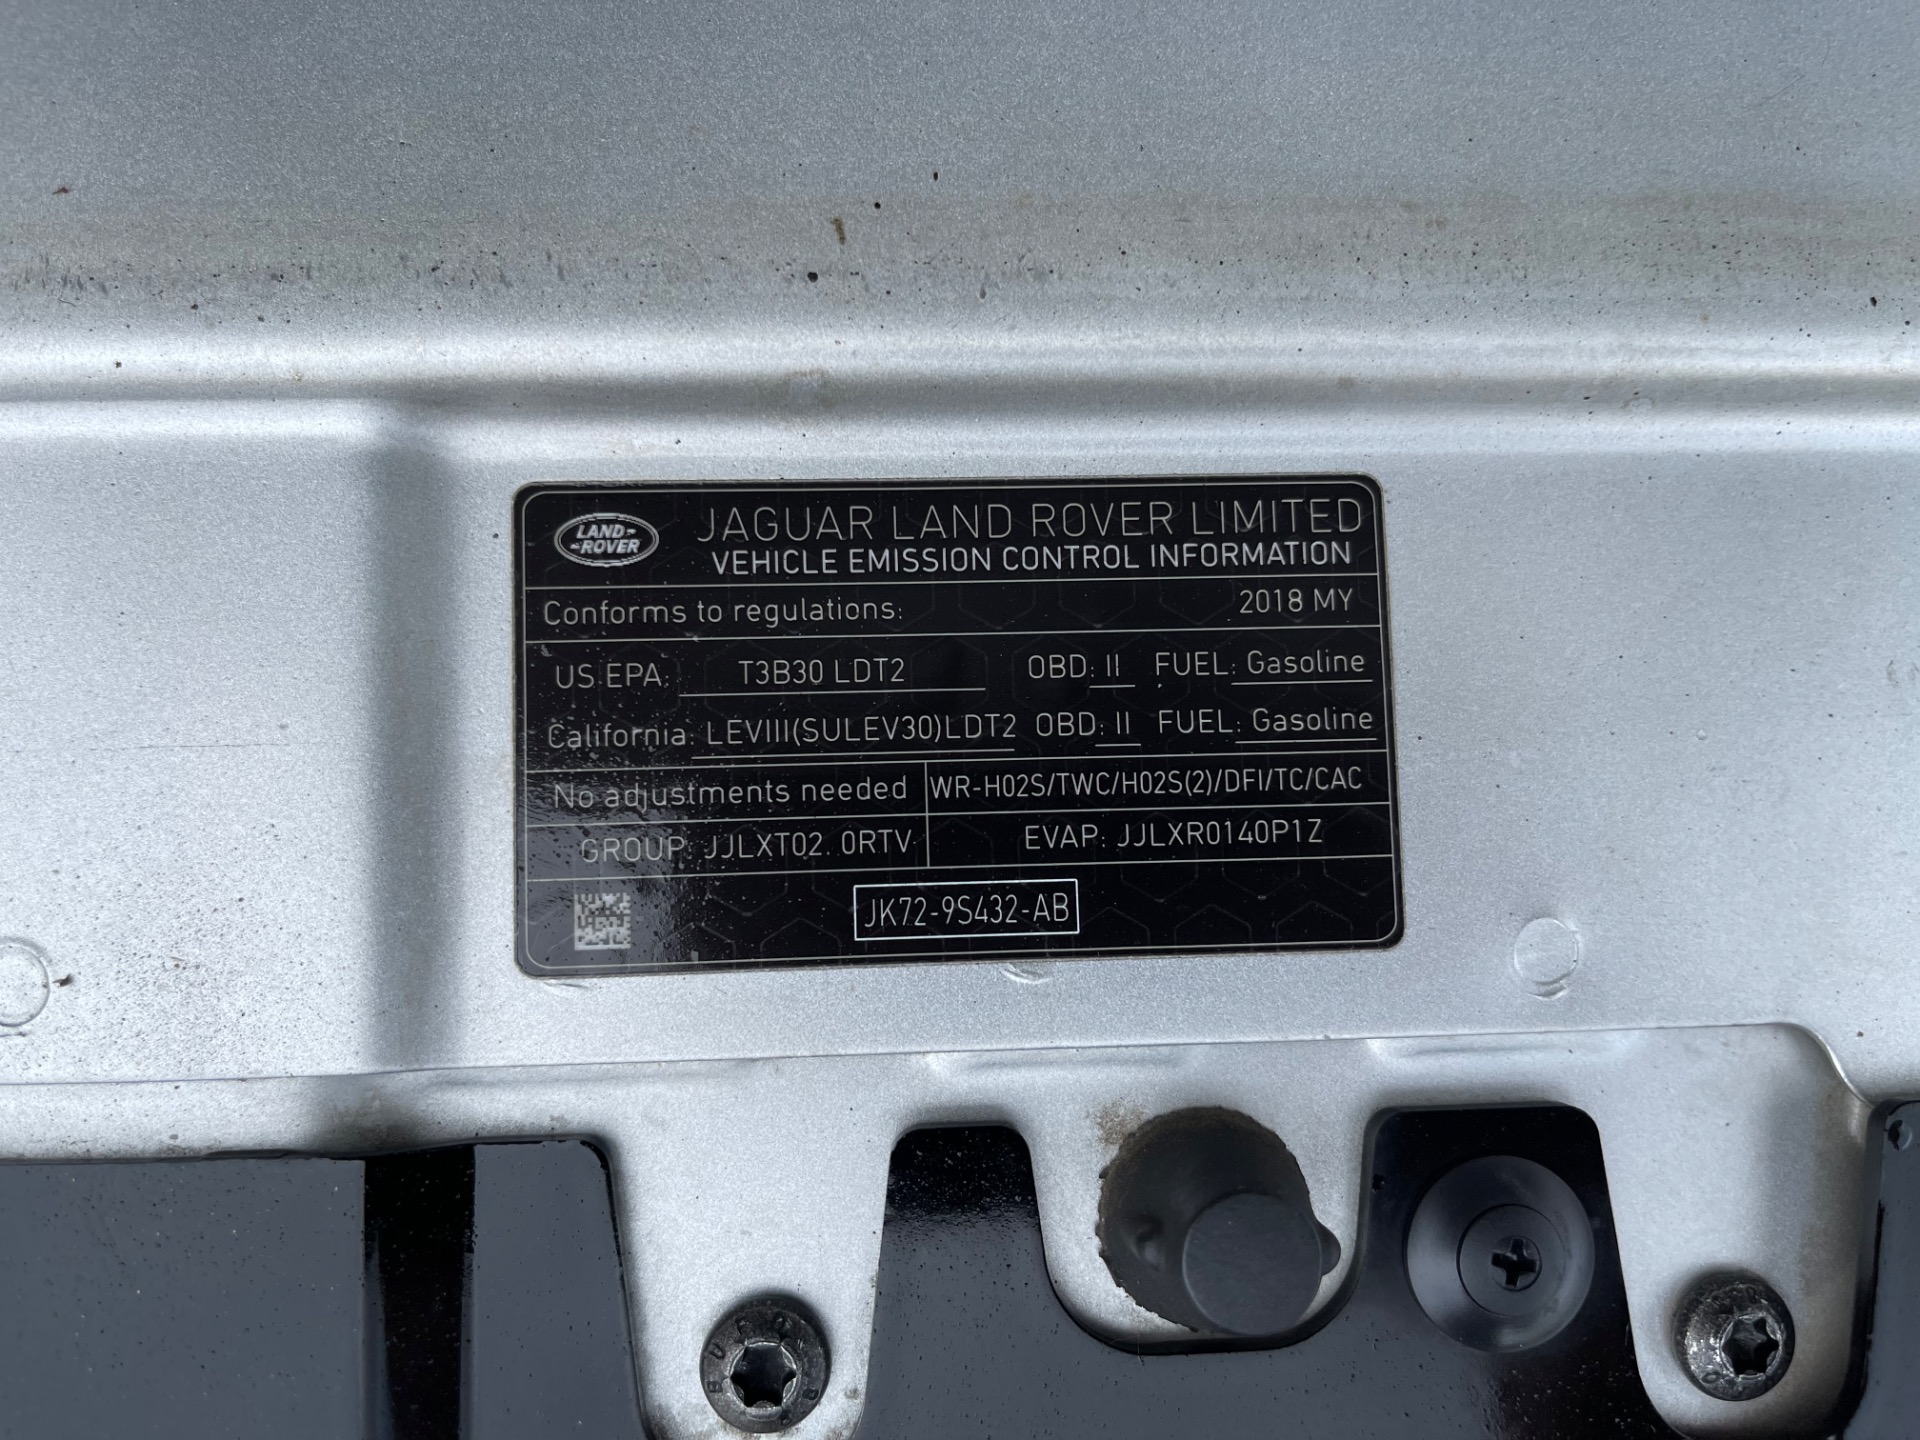 LAND
ROVER
JAGUAR LAND ROVER LIMITED
VEHICLE EMISSION CONTROL INFORMATION
Conforms to regulations: 2018 MY
US EPA: T3B30 LDT2 OBD: II FUEL: Gasoline
California: LEVIII(SULEV30)LDT2 OBD: II FUEL: Gasoline
No adjustments needed WR-H02S/TWC/H02S(2)/DFI/TC/CAC
GROUP: JJLXT02. 0RTV EVAP: JJLXR0140P1Z
JK72-9S432-AB